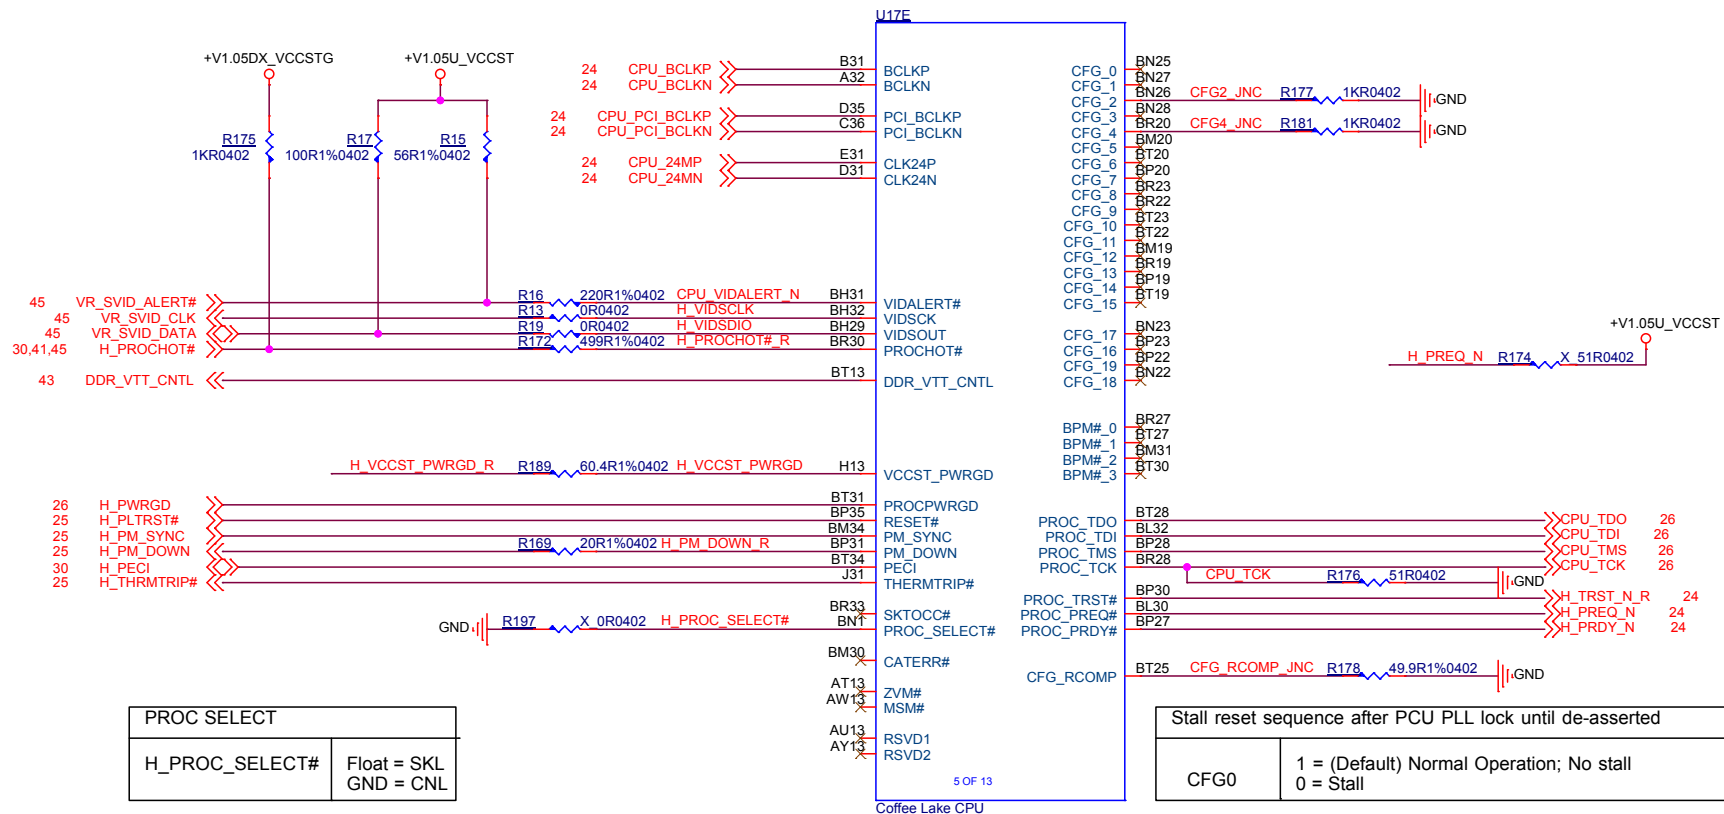 U17E
+V1.05DX_VCCSTG
+V1.05U_VCCST
R175
1KR0402
R17
100R1%0402
R15
56R1%0402
24 CPU_BCLKP B31 BCLKP
24 CPU_BCLKN A32 BCLKN
24 CPU_PCI_BCLKP D35 PCI_BCLKP
24 CPU_PCI_BCLKN C36 PCI_BCLKN
24 CPU_24MP E31 CLK24P
24 CPU_24MN D31 CLK24N
45 VR_SVID_ALERT# R16 220R1%0402 CPU_VIDALERT_N BH31 VIDALERT#
45 VR_SVID_CLK R13 0R0402 H_VIDSCLK BH32 VIDSCK
45 VR_SVID_DATA R19 0R0402 H_VIDSDIO BH29 VIDSOUT
30,41,45 H_PROCHOT# R172 499R1%0402 H_PROCHOT#_R BR30 PROCHOT#
43 DDR_VTT_CNTL BT13 DDR_VTT_CNTL
H_VCCST_PWRGD_R R189 60.4R1%0402 H_VCCST_PWRGD H13 VCCST_PWRGD
26 H_PWRGD BT31 PROCPWRGD
25 H_PLTRST# BP35 RESET#
25 H_PM_SYNC BM34 PM_SYNC
25 H_PM_DOWN R169 20R1%0402 H_PM_DOWN_R BP31 PM_DOWN
30 H_PECI BT34 PECI
25 H_THRMTRIP# J31 THERMTRIP#
BR33 SKTOCC#
GND R197 X_0R0402 H_PROC_SELECT# BN1 PROC_SELECT#
BM30 CATERR#
AT13 ZVM#
AW13 MSM#
AU13 RSVD1
AY13 RSVD2
CFG_0 BN25
CFG_1 BN27
CFG_2 BN26 CFG2_JNC R177 1KR0402 GND
CFG_3 BN28
CFG_4 BR20 CFG4_JNC R181 1KR0402 GND
CFG_5 BM20
CFG_6 BT20
CFG_7 BP20
CFG_8 BR23
CFG_9 BR22
CFG_10 BT23
CFG_11 BT22
CFG_12 BM19
CFG_13 BR19
CFG_14 BP19
CFG_15 BT19
CFG_17 BN23
CFG_16 BP23
CFG_19 BP22
CFG_18 BN22
+V1.05U_VCCST
H_PREQ_N R174 X_51R0402
BPM#_0 BR27
BPM#_1 BT27
BPM#_2 BM31
BPM#_3 BT30
PROC_TDO BT28 CPU_TDO 26
PROC_TDI BL32 CPU_TDI 26
PROC_TMS BP28 CPU_TMS 26
PROC_TCK BR28 CPU_TCK 26
CPU_TCK R176 51R0402 GND
PROC_TRST# BP30 H_TRST_N_R 24
PROC_PREQ# BL30 H_PREQ_N 24
PROC_PRDY# BP27 H_PRDY_N 24
CFG_RCOMP BT25 CFG_RCOMP_JNC R178 49.9R1%0402 GND
5 OF 13
Coffee Lake CPU
PROC SELECT
H_PROC_SELECT# Float = SKL
GND = CNL
Stall reset sequence after PCU PLL lock until de-asserted
CFG0 1 = (Default) Normal Operation; No stall
0 = Stall